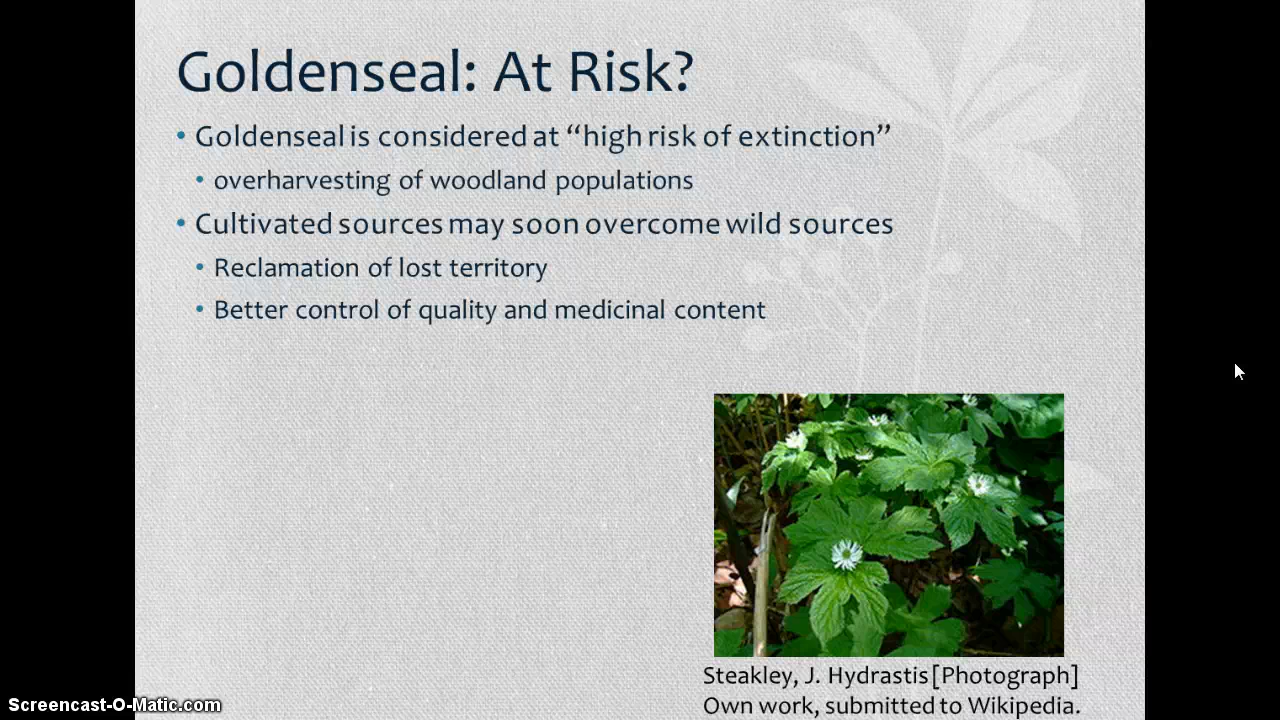 Goldenseal: At Risk?
• Goldenseal is considered at “high risk of extinction”
• overharvesting of woodland populations
• Cultivated sources may soon overcome wild sources
• Reclamation of lost territory
• Better control of quality and medicinal content
Steakley, J. Hydrastis [Photograph]
Own work, submitted to Wikipedia.
Screencast-O-Matic.com